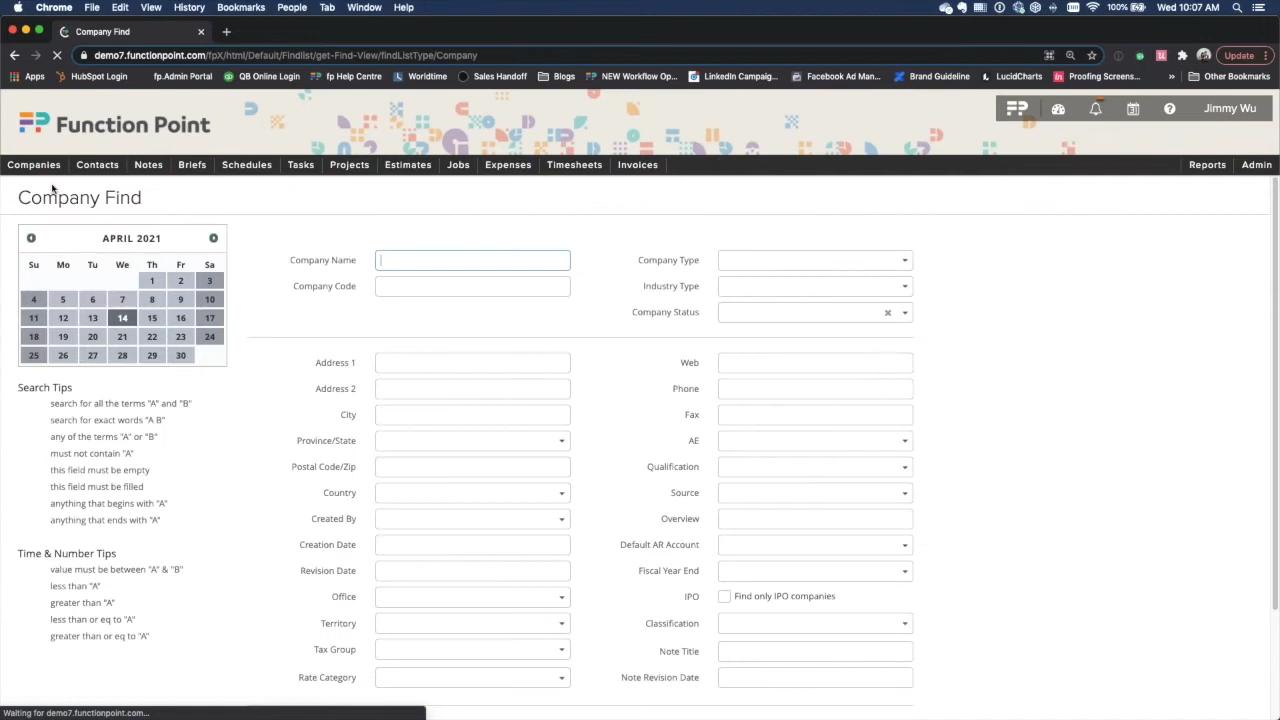 Chrome File Edit View History Bookmarks People Tab Window Help 100% Wed 10:07 AM
Company Find
demo7.functionpoint.com/fpX/html/Default/Findlist/get-Find-View/findListType/Company Update
Apps HubSpot Login fp.Admin Portal QB Online Login fp Help Centre Worldtime Sales Handoff Blogs NEW Workflow Op... LinkedIn Campaig... Facebook Ad Man... Brand Guideline LucidCharts Proofing Screens... » Other Bookmarks
Function Point Jimmy Wu
Companies Contacts Notes Briefs Schedules Tasks Projects Estimates Jobs Expenses Timesheets Invoices Reports Admin
Company Find
APRIL 2021
Su Mo Tu We Th Fr Sa
1 2 3
4 5 6 7 8 9 10
11 12 13 14 15 16 17
18 19 20 21 22 23 24
25 26 27 28 29 30
Search Tips
search for all the terms "A" and "B"
search for exact words "A B"
any of the terms "A" or "B"
must not contain "A"
this field must be empty
this field must be filled
anything that begins with "A"
anything that ends with "A"
Time & Number Tips
value must be between "A" & "B"
less than "A"
greater than "A"
less than or eq to "A"
greater than or eq to "A"
Company Name Company Type
Company Code Industry Type
Company Status
Address 1 Web
Address 2 Phone
City Fax
Province/State AE
Postal Code/Zip Qualification
Country Source
Created By Overview
Creation Date Default AR Account
Revision Date Fiscal Year End
Office IPO Find only IPO companies
Territory Classification
Tax Group Note Title
Rate Category Note Revision Date
Waiting for demo7.functionpoint.com...